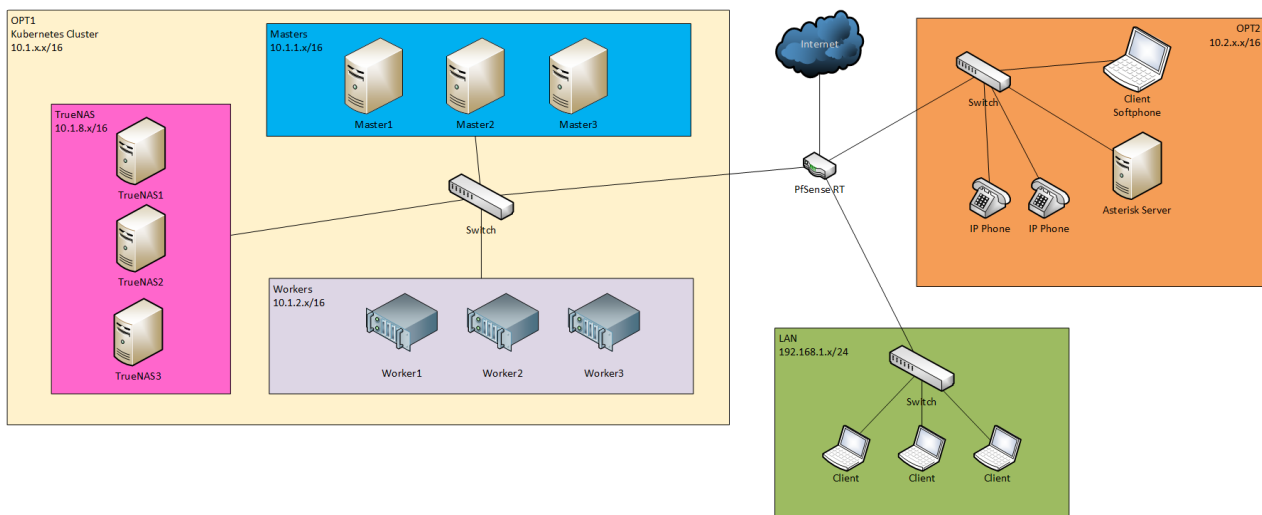 OPT1
Kubernetes Cluster
10.1.x.x/16
Masters
10.1.1.x/16
Master1
Master2
Master3
TrueNAS
10.1.8.x/16
TrueNAS1
TrueNAS2
TrueNAS3
Switch
Workers
10.1.2.x/16
Worker1
Worker2
Worker3
Internet
PfSense RT
OPT2
10.2.x.x/16
Switch
Client
Softphone
IP Phone
IP Phone
Asterisk Server
LAN
192.168.1.x/24
Switch
Client
Client
Client